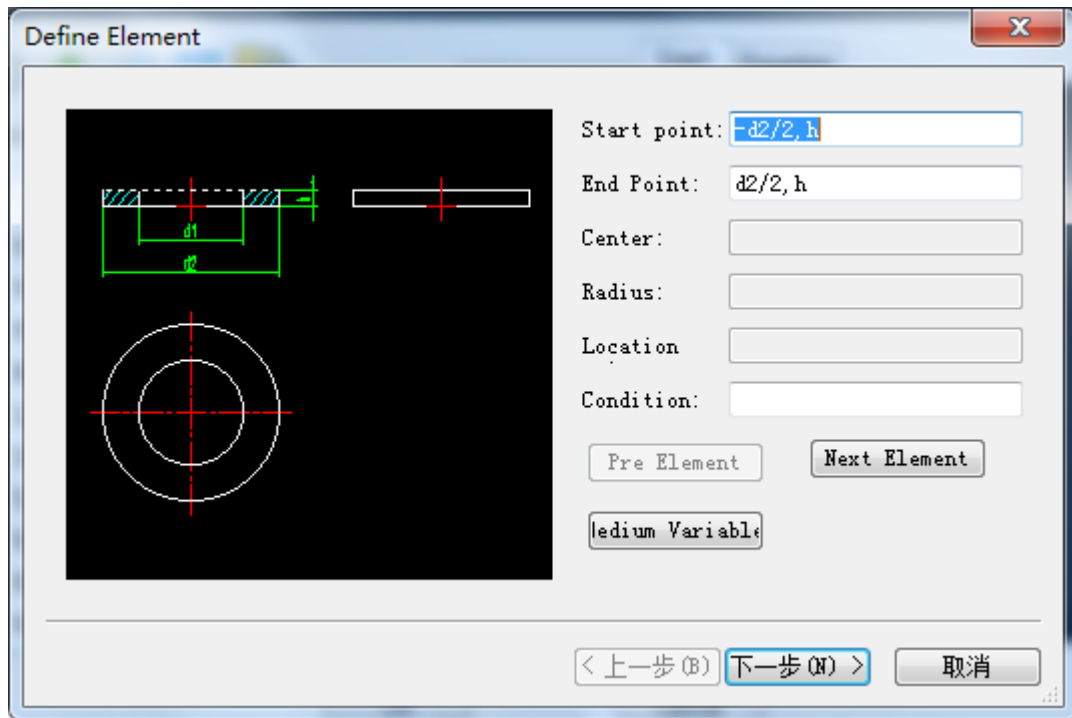 Define Element
Start point: -d2/2,h
End Point: d2/2,h
Center:
Radius:
Location
Condition:
Pre Element
Next Element
ledium Variable
d1
d2
< 上一步(B)
下一步(N) >
取消